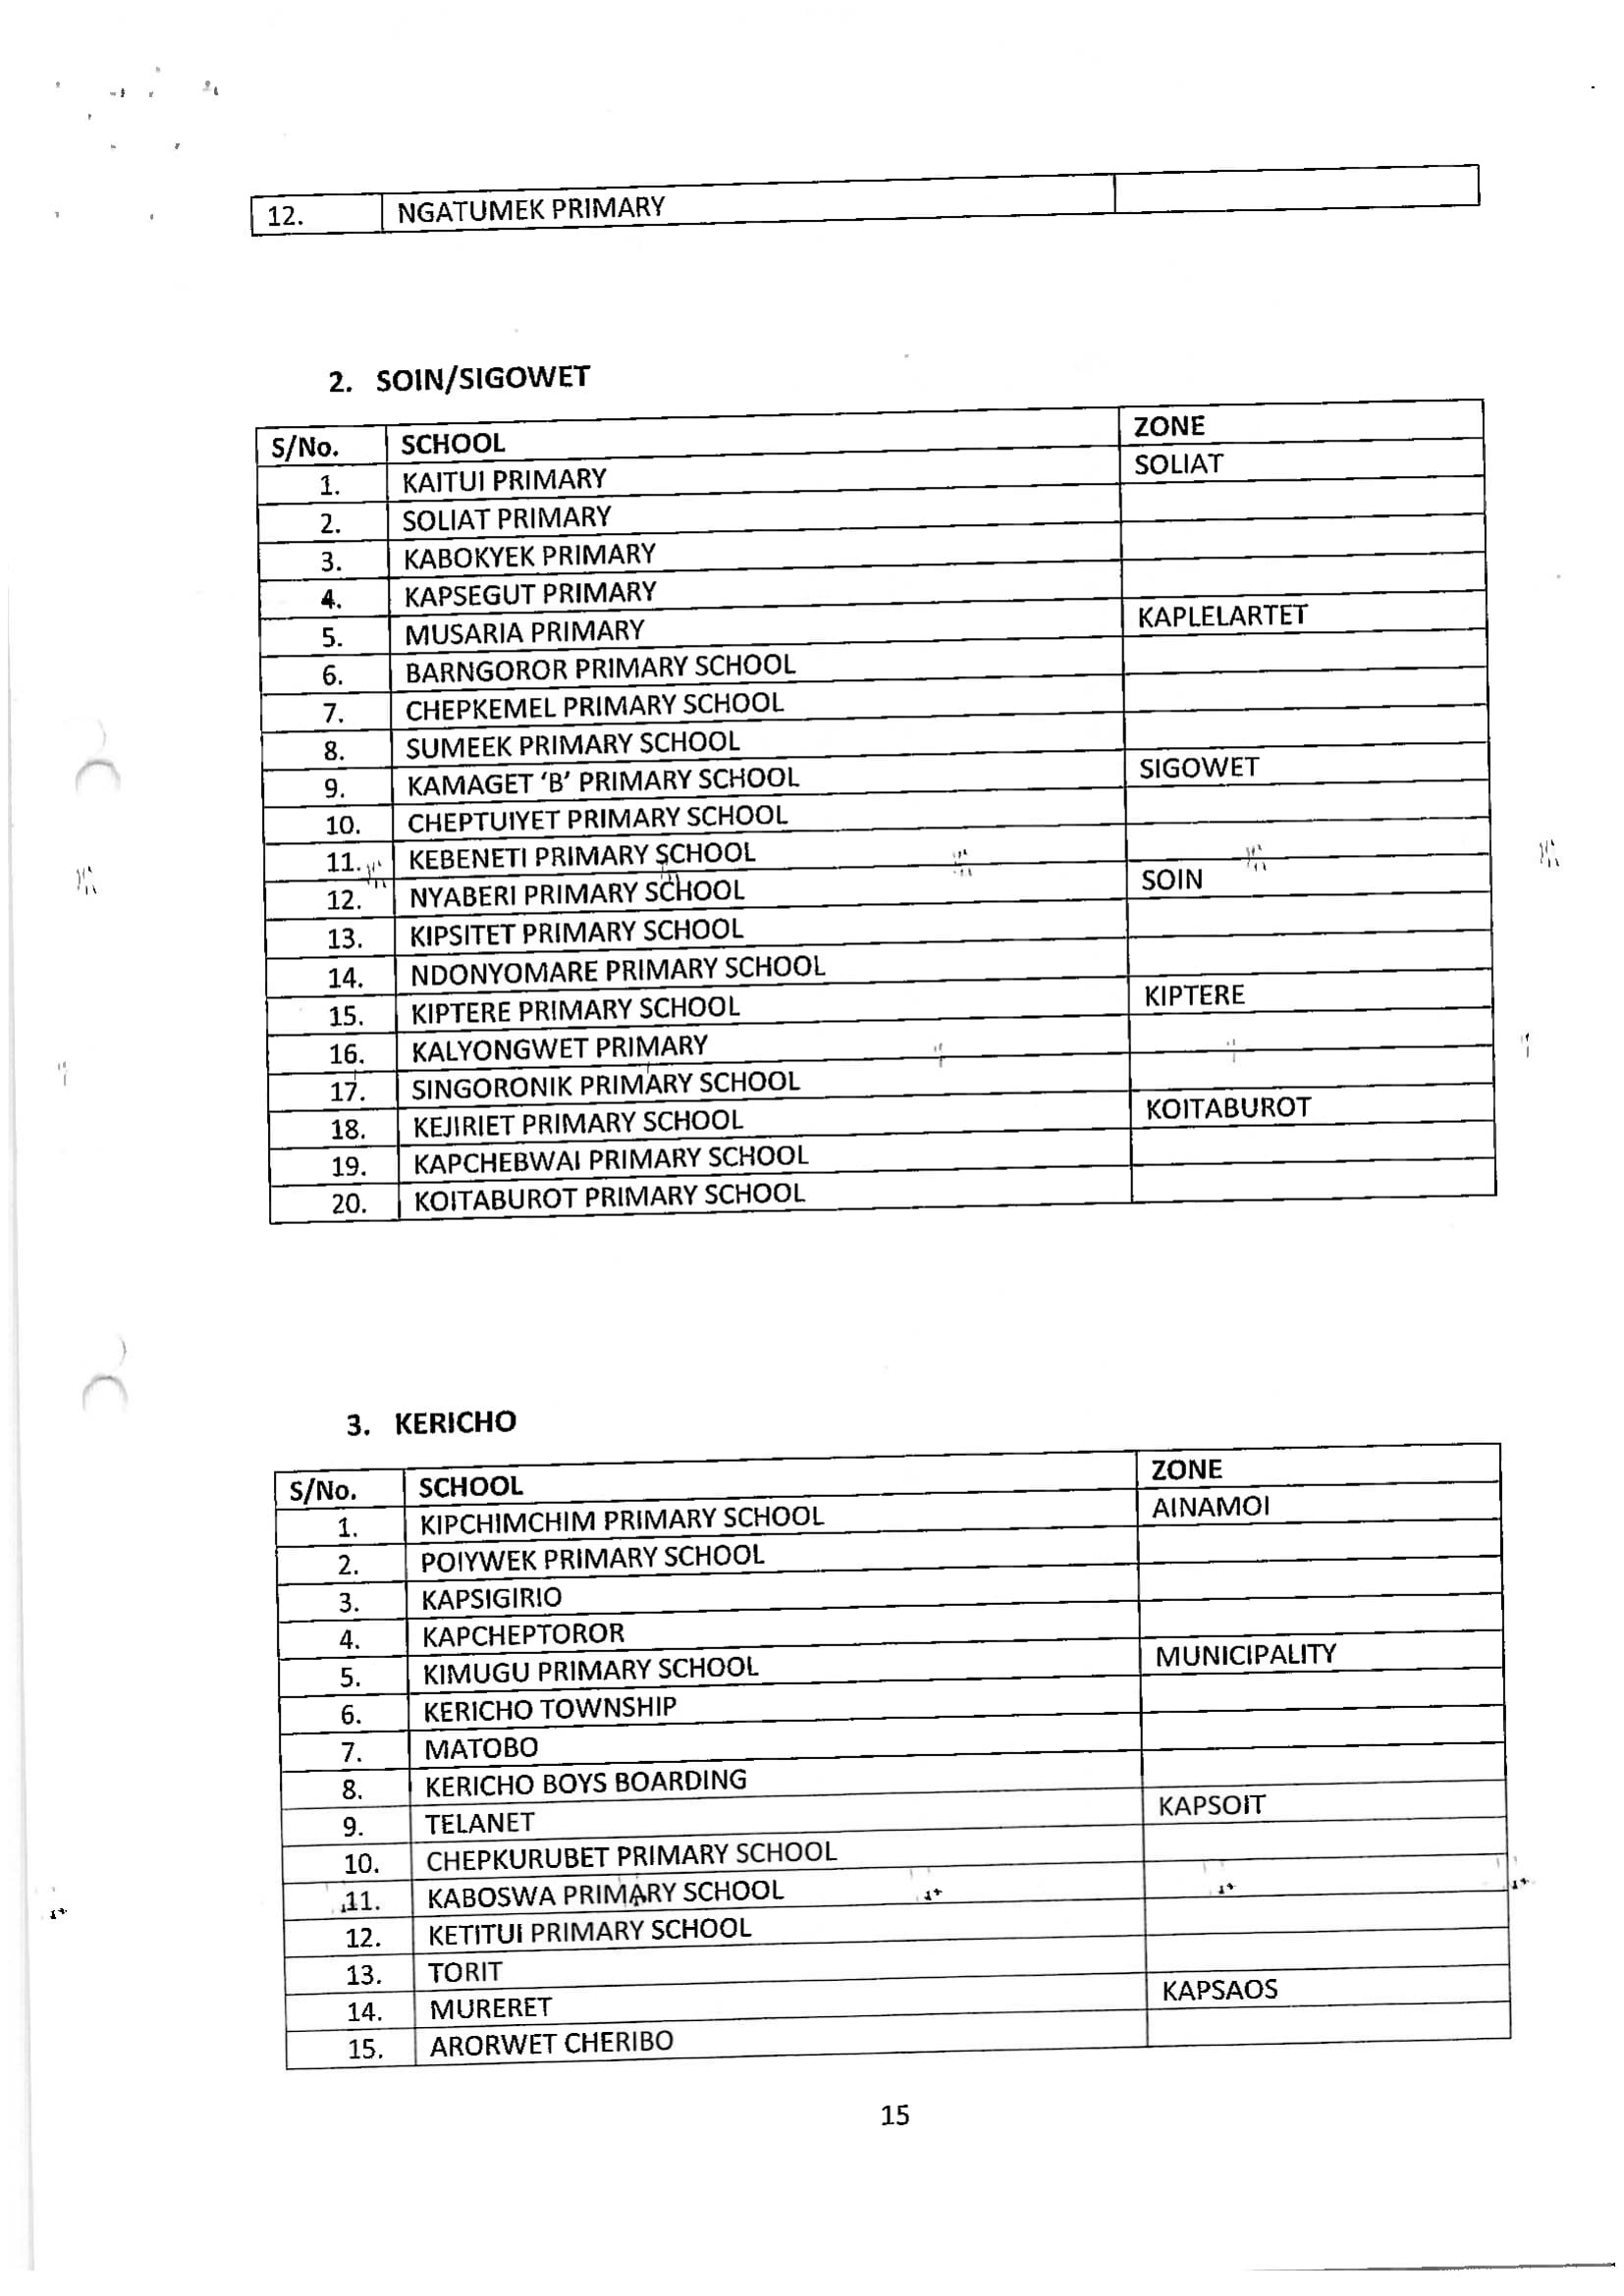 12. NGATUMEK PRIMARY
2. SOIN/SIGOWET
S/No. SCHOOL ZONE
1. KAITUI PRIMARY SOLIAT
2. SOLIAT PRIMARY
3. KABOKYEK PRIMARY
4. KAPSEGUT PRIMARY
5. MUSARIA PRIMARY KAPLELARTET
6. BARNGOROR PRIMARY SCHOOL
7. CHEPKEMEL PRIMARY SCHOOL
8. SUMEEK PRIMARY SCHOOL
9. KAMAGET ‘B’ PRIMARY SCHOOL SIGOWET
10. CHEPTUIYET PRIMARY SCHOOL
11. KEBENETI PRIMARY SCHOOL
12. NYABERI PRIMARY SCHOOL SOIN
13. KIPSITET PRIMARY SCHOOL
14. NDONYOMARE PRIMARY SCHOOL
15. KIPTERE PRIMARY SCHOOL KIPTERE
16. KALYONGWET PRIMARY
17. SINGORONIK PRIMARY SCHOOL
18. KEJIRIET PRIMARY SCHOOL KOITABUROT
19. KAPCHEBWAI PRIMARY SCHOOL
20. KOITABUROT PRIMARY SCHOOL
3. KERICHO
S/No. SCHOOL ZONE
1. KIPCHIMCHIM PRIMARY SCHOOL AINAMOI
2. POIYWEK PRIMARY SCHOOL
3. KAPSIGIRIO
4. KAPCHEPTOROR
5. KIMUGU PRIMARY SCHOOL MUNICIPALITY
6. KERICHO TOWNSHIP
7. MATOBO
8. KERICHO BOYS BOARDING
9. TELANET KAPSOIT
10. CHEPKURUBET PRIMARY SCHOOL
11. KABOSWA PRIMARY SCHOOL
12. KETITUI PRIMARY SCHOOL
13. TORIT
14. MURERET KAPSAOS
15. ARORWET CHERIBO
15